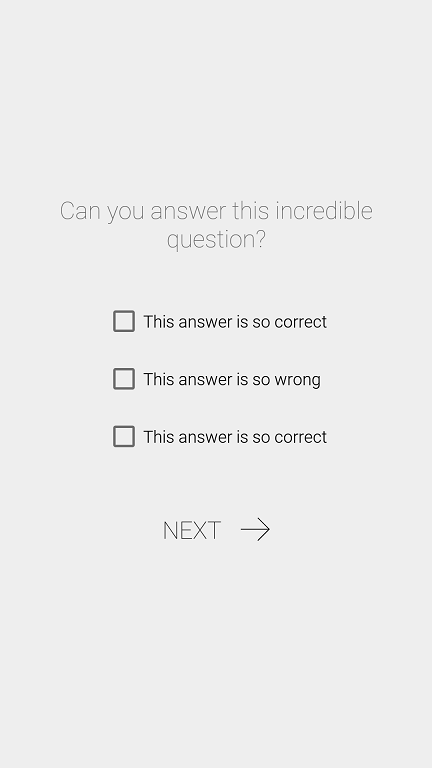 Can you answer this incredible
question?
This answer is so correct
This answer is so wrong
This answer is so correct
NEXT